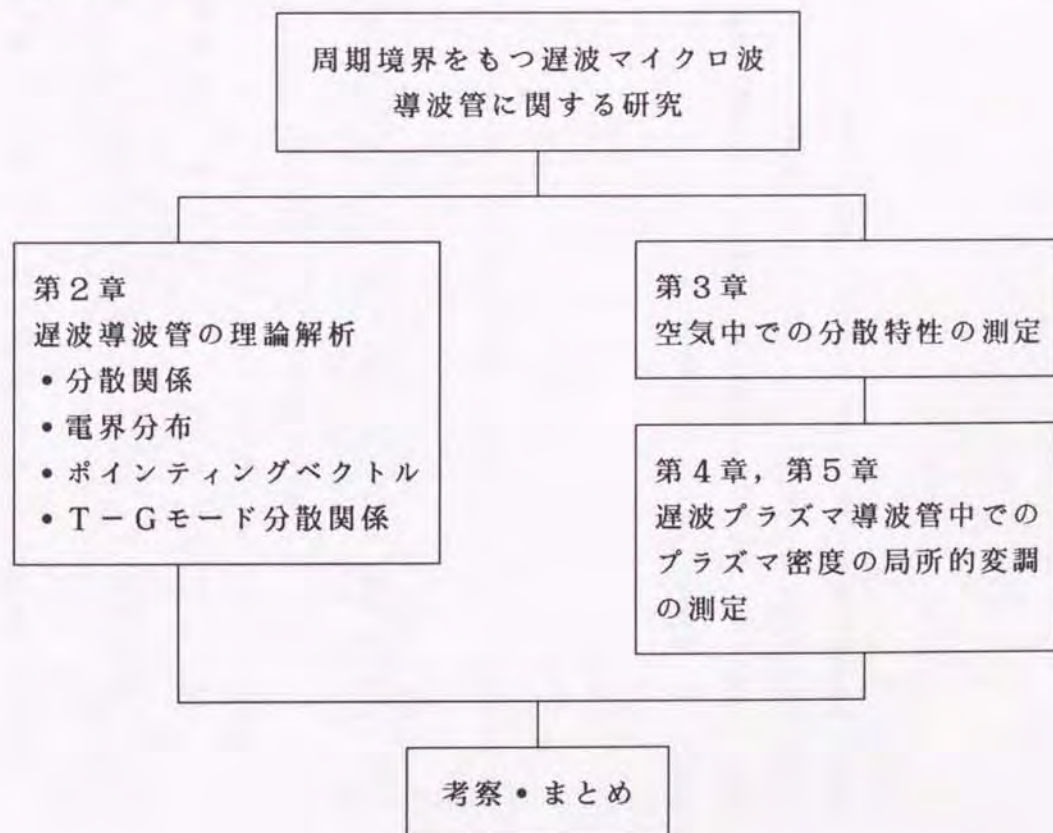 周期境界をもつ遅波マイクロ波
導波管に関する研究
第2章
遅波導波管の理論解析
•分散関係
•電界分布
•ポインティングベクトル
•T－Gモード分散関係
第3章
空気中での分散特性の測定
第4章，第5章
遅波プラズマ導波管中での
プラズマ密度の局所的変調
の測定
考察•まとめ